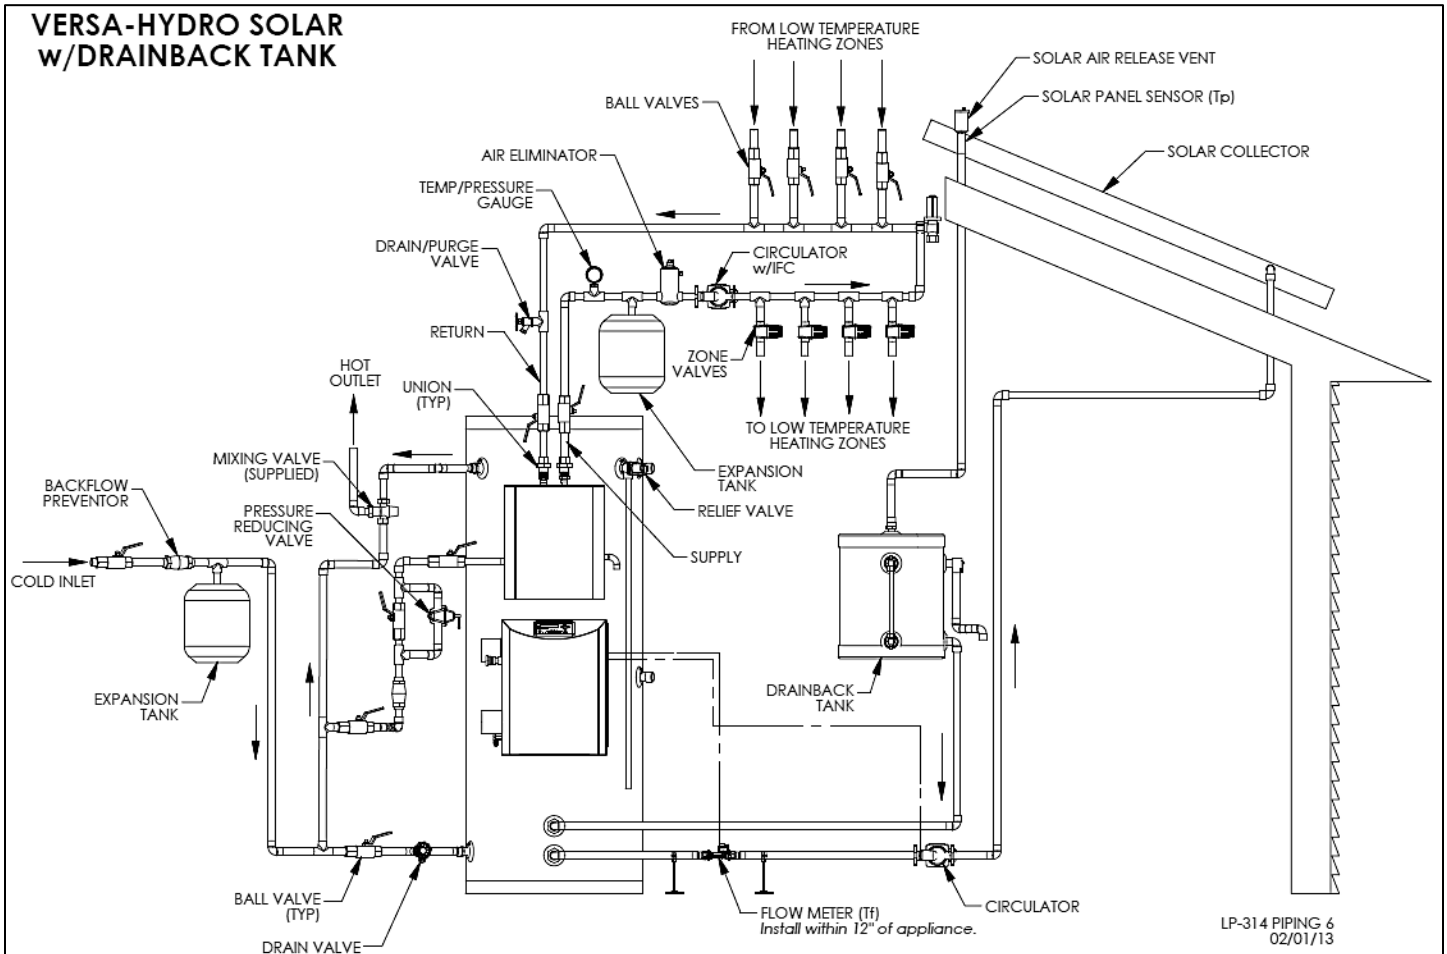 VERSA-HYDRO SOLAR
w/DRAINBACK TANK
FROM LOW TEMPERATURE
HEATING ZONES
SOLAR AIR RELEASE VENT
SOLAR PANEL SENSOR (Tp)
BALL VALVES
SOLAR COLLECTOR
AIR ELIMINATOR
TEMP/PRESSURE
GAUGE
DRAIN/PURGE
VALVE
CIRCULATOR
w/IFC
RETURN
ZONE
VALVES
HOT
OUTLET
UNION
(TYP)
TO LOW TEMPERATURE
HEATING ZONES
MIXING VALVE
(SUPPLIED)
EXPANSION
TANK
BACKFLOW
PREVENTOR
PRESSURE
REDUCING
VALVE
RELIEF VALVE
SUPPLY
COLD INLET
EXPANSION
TANK
DRAINBACK
TANK
BALL VALVE
(TYP)
DRAIN VALVE
FLOW METER (Tf)
Install within 12" of appliance.
CIRCULATOR
LP-314 PIPING 6
02/01/13